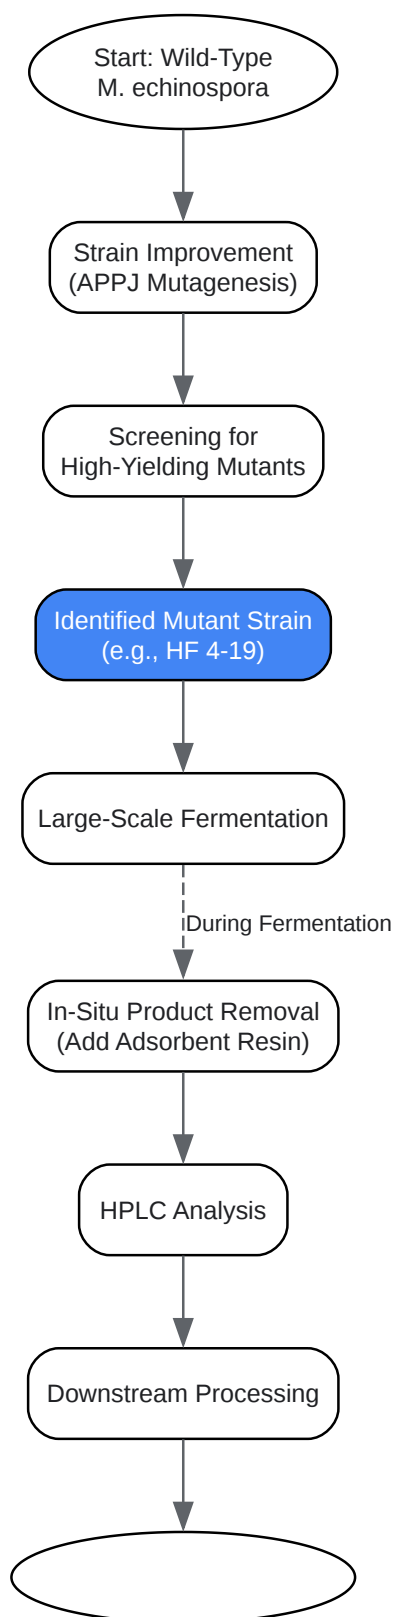 Start: Wild-Type
M. echinospora
Strain Improvement
(APPJ Mutagenesis)
Screening for
High-Yielding Mutants
Identified Mutant Strain
(e.g., HF 4-19)
Large-Scale Fermentation
During Fermentation
In-Situ Product Removal
(Add Adsorbent Resin)
HPLC Analysis
Downstream Processing